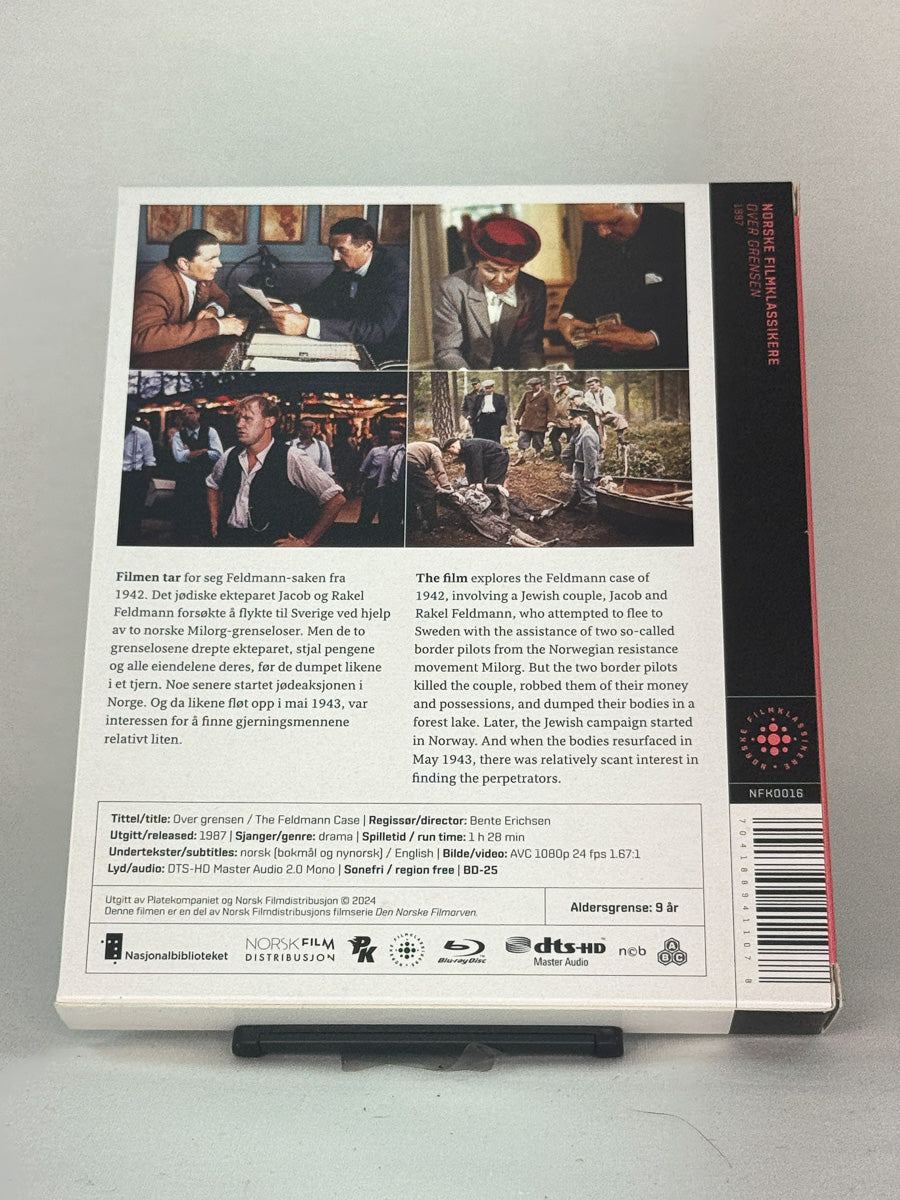 NORSKE FILMKLASSIKERE
OVER GRENSEN
1987
Filmen tar for seg Feldmann-saken fra
1942. Det jødiske ekteparet Jacob og Rakel
Feldmann forsøkte å flykte til Sverige ved hjelp
av to norske Milorg-grenseloser. Men de to
grenselosene drepte ekteparet, stjal pengene
og alle eiendelene deres, før de dumpet likene
i et tjern. Noe senere startet jødeaksjonen i
Norge. Og da likene fløt opp i mai 1943, var
interessen for å finne gjerningsmennene
relativt liten.
The film explores the Feldmann case of
1942, involving a Jewish couple, Jacob and
Rakel Feldmann, who attempted to flee to
Sweden with the assistance of two so-called
border pilots from the Norwegian resistance
movement Milorg. But the two border pilots
killed the couple, robbed them of their money
and possessions, and dumped their bodies in a
forest lake. Later, the Jewish campaign started
in Norway. And when the bodies resurfaced in
May 1943, there was relatively scant interest in
finding the perpetrators.
NORSKE FILMKLASSIKERE
NFK0016
Tittel/title: Over grensen / The Feldmann Case | Regissør/director: Bente Erichsen
Utgitt/released: 1987 | Sjanger/genre: drama | Spilletid / run time: 1 h 28 min
Undertekster/subtitles: norsk (bokmål og nynorsk) / English | Bilde/video: AVC 1080p 24 fps 1.67:1
Lyd/audio: DTS-HD Master Audio 2.0 Mono | Sonefri / region free | BD-25
Utgitt av Platekompaniet og Norsk Filmdistribusjon © 2024
Denne filmen er en del av Norsk Filmdistribusjons filmserie Den Norske Filmarven.
Aldersgrense: 9 år
Nasjonalbiblioteket
NORSK FILM
DISTRIBUSJON
PK
Blu-ray Disc
dts-HD
Master Audio
n©b
A
B C
7041889411078